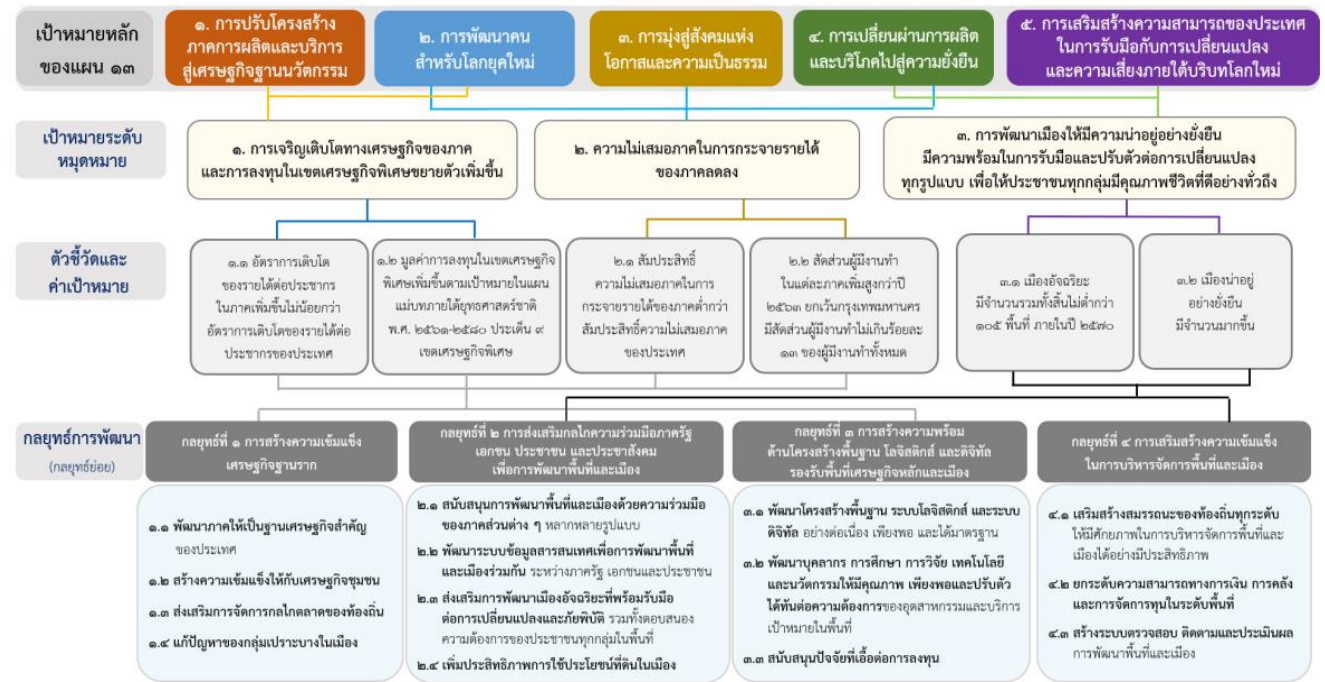 เป้าหมายหลัก
ของแผน ๑๓
๑. การปรับโครงสร้าง
ภาคการผลิตและบริการ
สู่เศรษฐกิจฐานนวัตกรรม
๒. การพัฒนาคน
สำหรับโลกยุคใหม่
๓. การมุ่งสู่สังคมแห่ง
โอกาสและความเป็นธรรม
๔. การเปลี่ยนผ่านการผลิต
และบริโภคไปสู่ความยั่งยืน
๕. การเสริมสร้างความสามารถของประเทศ
ในการรับมือกับการเปลี่ยนแปลง
และความเสี่ยงภายใต้บริบทโลกใหม่
เป้าหมายระดับ
หมุดหมาย
๑. การเจริญเติบโตทางเศรษฐกิจของภาค
และการลงทุนในเขตเศรษฐกิจพิเศษขยายตัวเพิ่มขึ้น
๒. ความไม่เสมอภาคในการกระจายรายได้
ของภาคลดลง
๓. การพัฒนาเมืองให้มีความน่าอยู่อย่างยั่งยืน
มีความพร้อมในการรับมือและปรับตัวต่อการเปลี่ยนแปลง
ทุกรูปแบบ เพื่อให้ประชาชนทุกกลุ่มมีคุณภาพชีวิตที่ดีอย่างทั่วถึง
ตัวชี้วัดและ
ค่าเป้าหมาย
๑.๑ อัตราการเติบโต
ของรายได้ต่อประชากร
ในภาคเพิ่มขึ้นไม่น้อยกว่า
อัตราการเติบโตของรายได้ต่อ
ประชากรของประเทศ
๑.๒ มูลค่าการลงทุนในเขตเศรษฐกิจ
พิเศษเพิ่มขึ้นตามเป้าหมายในแผน
แม่บทภายใต้ยุทธศาสตร์ชาติ
พ.ศ. ๒๕๖๑-๒๕๘๐ ประเด็น ๙
เขตเศรษฐกิจพิเศษ
๒.๑ สัมประสิทธิ์
ความไม่เสมอภาคในการ
กระจายรายได้ของภาคต่ำกว่า
สัมประสิทธิ์ความไม่เสมอภาค
ของประเทศ
๒.๒ สัดส่วนผู้มีงานทำ
ในแต่ละภาคเพิ่มสูงกว่าปี
๒๕๖๓ ยกเว้นกรุงเทพมหานคร
มีสัดส่วนผู้มีงานทำไม่เกินร้อยละ
๑๓ ของผู้มีงานทำทั้งหมด
๓.๑ เมืองอัจฉริยะ
มีจำนวนรวมทั้งสิ้นไม่ต่ำกว่า
๑๐๕ พื้นที่ ภายในปี ๒๕๗๐
๓.๒ เมืองน่าอยู่
อย่างยั่งยืน
มีจำนวนมากขึ้น
กลยุทธ์การพัฒนา
(กลยุทธ์ย่อย)
กลยุทธ์ที่ ๑ การสร้างความเข้มแข็ง
เศรษฐกิจฐานราก
กลยุทธ์ที่ ๒ การส่งเสริมกลไกความร่วมมือภาครัฐ
เอกชน ประชาชน และประชาสังคม
เพื่อการพัฒนาพื้นที่และเมือง
กลยุทธ์ที่ ๓ การสร้างความพร้อม
ด้านโครงสร้างพื้นฐาน โลจิสติกส์ และดิจิทัล
รองรับพื้นที่เศรษฐกิจหลักและเมือง
กลยุทธ์ที่ ๔ การเสริมสร้างความเข้มแข็ง
ในการบริหารจัดการพื้นที่และเมือง
๑.๑ พัฒนาภาคให้เป็นฐานเศรษฐกิจสำคัญ
ของประเทศ
๑.๒ สร้างความเข้มแข็งให้กับเศรษฐกิจชุมชน
๑.๓ ส่งเสริมการจัดการกลไกตลาดของท้องถิ่น
๑.๔ แก้ปัญหาของกลุ่มเปราะบางในเมือง
๒.๑ สนับสนุนการพัฒนาพื้นที่และเมืองด้วยความร่วมมือ
ของภาคส่วนต่าง ๆ หลากหลายรูปแบบ
๒.๒ พัฒนาระบบข้อมูลสารสนเทศเพื่อการพัฒนาพื้นที่
และเมืองร่วมกัน ระหว่างภาครัฐ เอกชนและประชาชน
๒.๓ ส่งเสริมการพัฒนาเมืองอัจฉริยะที่พร้อมรับมือ
ต่อการเปลี่ยนแปลงและภัยพิบัติ รวมทั้งตอบสนอง
ความต้องการของประชาชนทุกกลุ่มในพื้นที่
๒.๔ เพิ่มประสิทธิภาพการใช้ประโยชน์ที่ดินในเมือง
๓.๑ พัฒนาโครงสร้างพื้นฐาน ระบบโลจิสติกส์ และระบบ
ดิจิทัล อย่างต่อเนื่อง เพียงพอ และได้มาตรฐาน
๓.๒ พัฒนาบุคลากร การศึกษา การวิจัย เทคโนโลยี
และนวัตกรรมให้มีคุณภาพ เพียงพอและปรับตัว
ได้ทันต่อความต้องการของอุตสาหกรรมและบริการ
เป้าหมายในพื้นที่
๓.๓ สนับสนุนปัจจัยที่เอื้อต่อการลงทุน
๔.๑ เสริมสร้างสมรรถนะของท้องถิ่นทุกระดับ
ให้มีศักยภาพในการบริหารจัดการพื้นที่และ
เมืองได้อย่างมีประสิทธิภาพ
๔.๒ ยกระดับความสามารถทางการเงิน การคลัง
และการจัดการทุนในระดับพื้นที่
๔.๓ สร้างระบบตรวจสอบ ติดตามและประเมินผล
การพัฒนาพื้นที่และเมือง